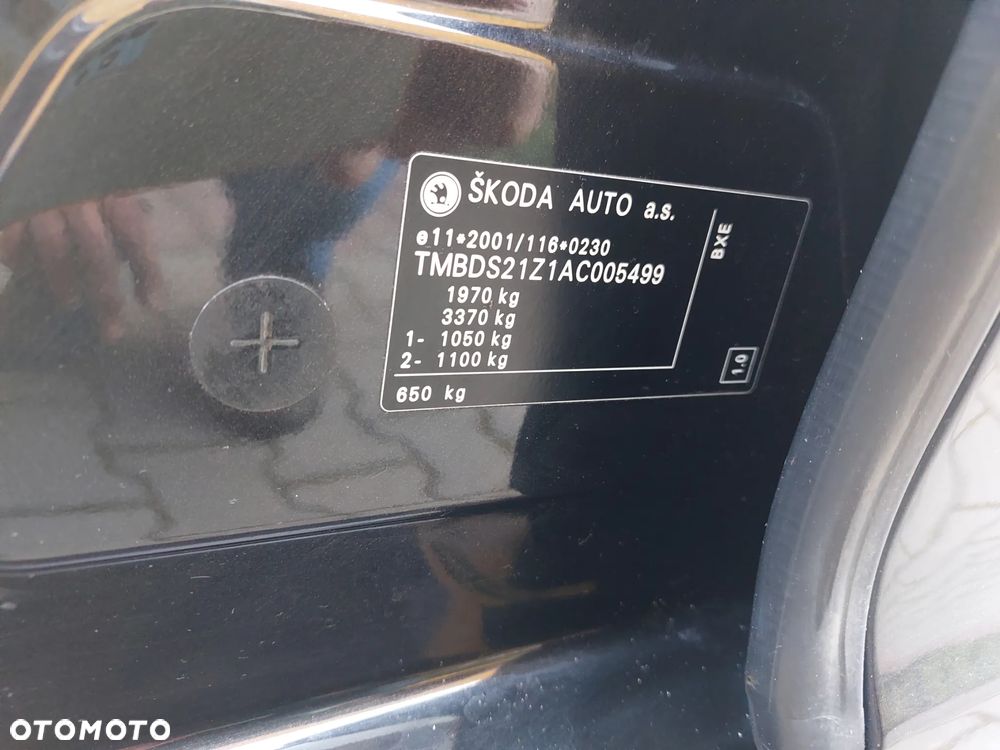 ŠKODA AUTO a.s.
e11*2001/116*0230
TMBDS21Z1AC005499
1970 kg
3370 kg
1- 1050 kg
2- 1100 kg
650 kg
BXE
1.0
OTOMOTO